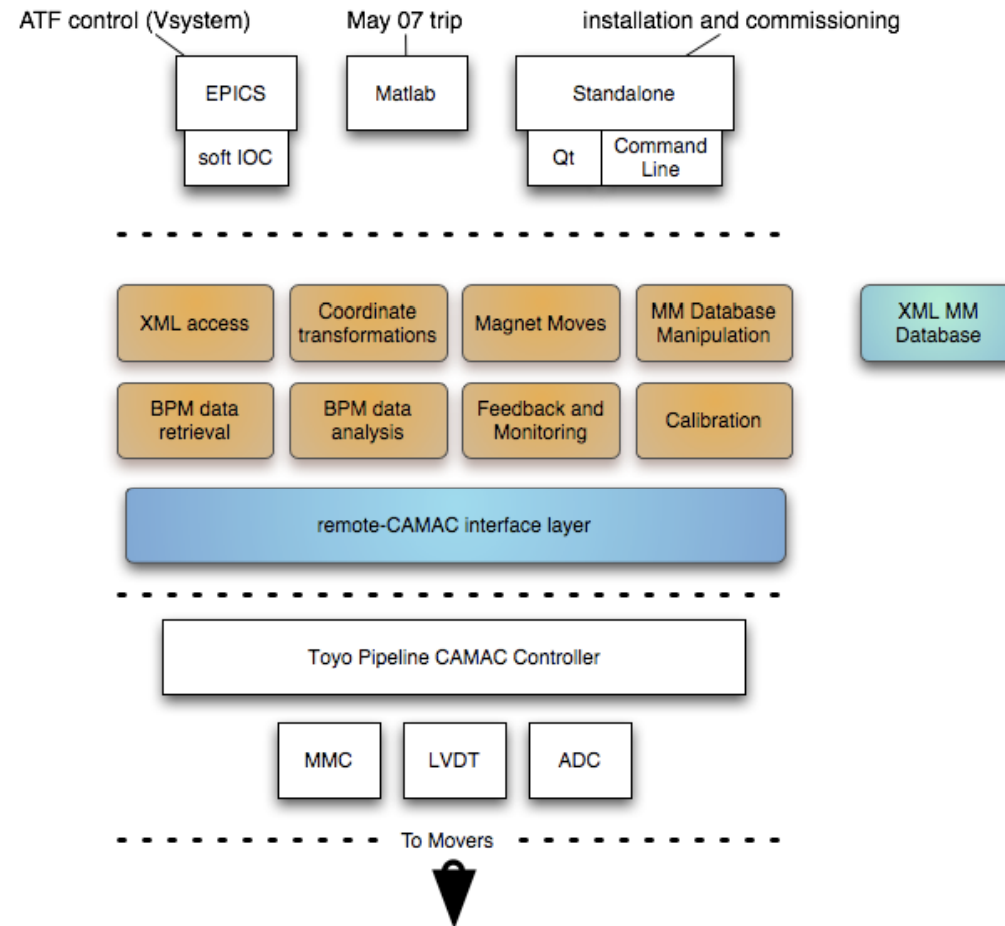 ATF control (Vsystem)
May 07 trip
installation and commissioning
EPICS
Matlab
Standalone
soft IOC
Qt
Command
Line
XML access
Coordinate
transformations
Magnet Moves
MM Database
Manipulation
XML MM
Database
BPM data
retrieval
BPM data
analysis
Feedback and
Monitoring
Calibration
remote-CAMAC interface layer
Toyo Pipeline CAMAC Controller
MMC
LVDT
ADC
To Movers